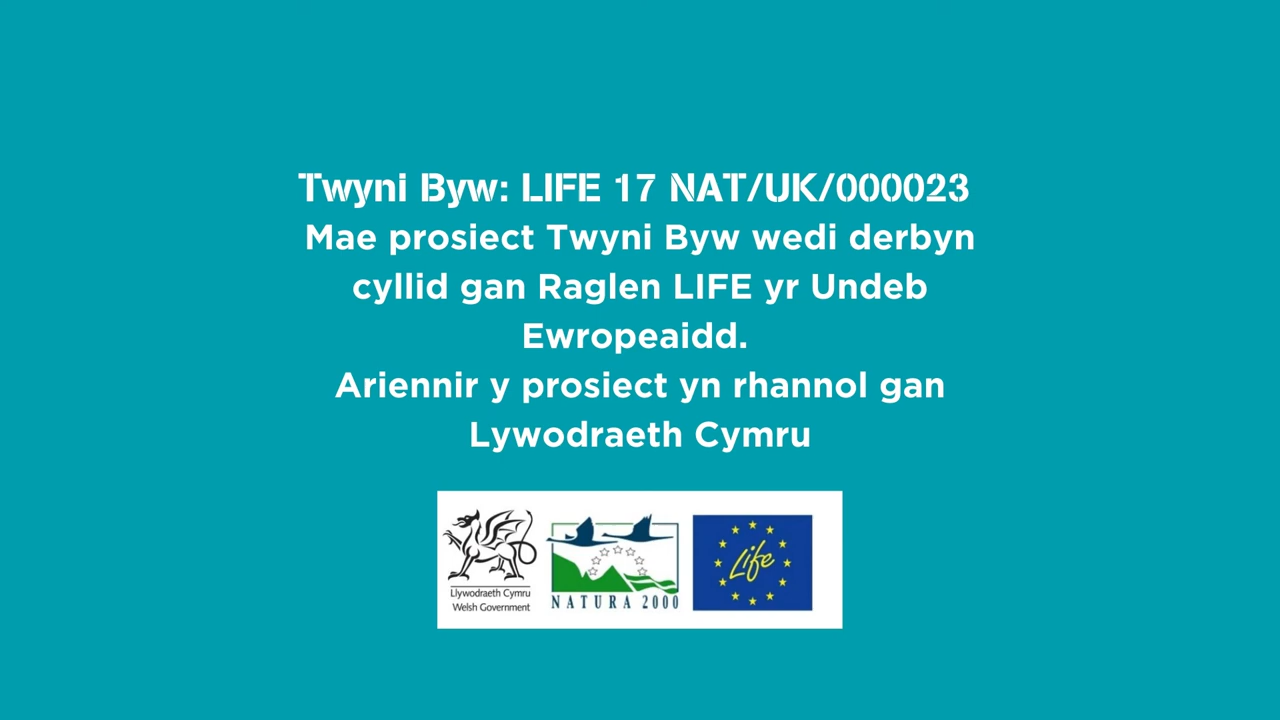 Twyni Byw: LIFE 17 NAT/UK/000023
Mae prosiect Twyni Byw wedi derbyn
cyllid gan Raglen LIFE yr Undeb
Ewropeaidd.
Ariennir y prosiect yn rhannol gan
Lywodraeth Cymru
Llywodraeth Cymru
Welsh Government
NATURA 2000
Life